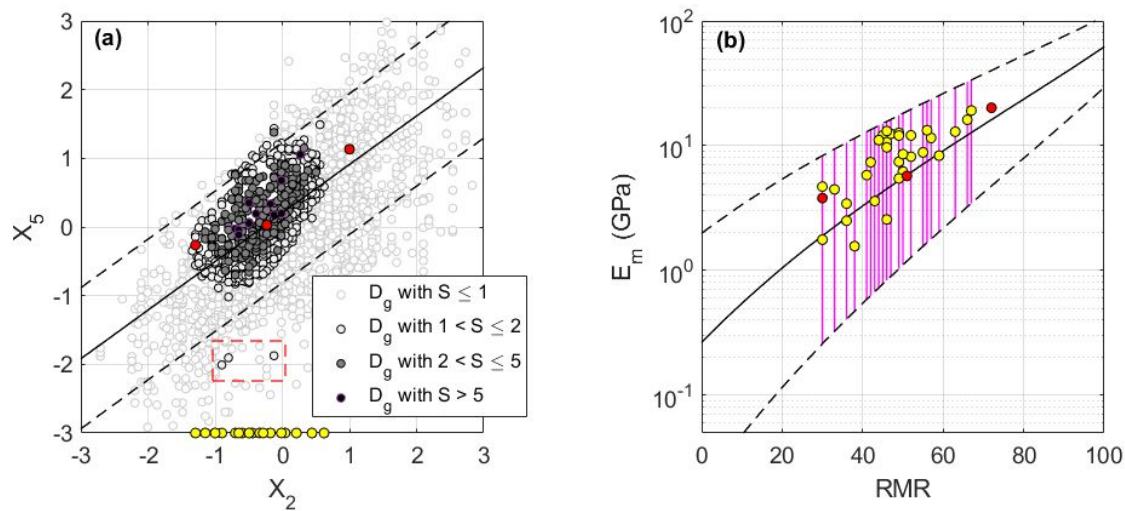 (a)
3
2
1
0
-1
-2
-3
X5
-3
-2
-1
0
1
2
3
X2
Dg with S ≤ 1
Dg with 1 < S ≤ 2
Dg with 2 < S ≤ 5
Dg with S > 5
(b)
10^2
10^1
10^0
10^-1
Em (GPa)
0
20
40
60
80
100
RMR